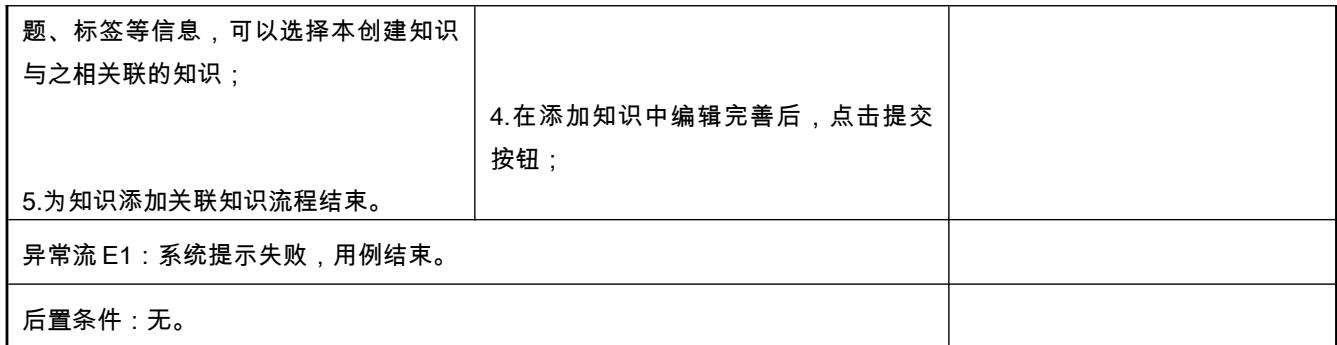 题、标签等信息，可以选择本创建知识
与之相关联的知识；
4.在添加知识中编辑完善后，点击提交
按钮；
5.为知识添加关联知识流程结束。
异常流 E1：系统提示失败，用例结束。
后置条件：无。